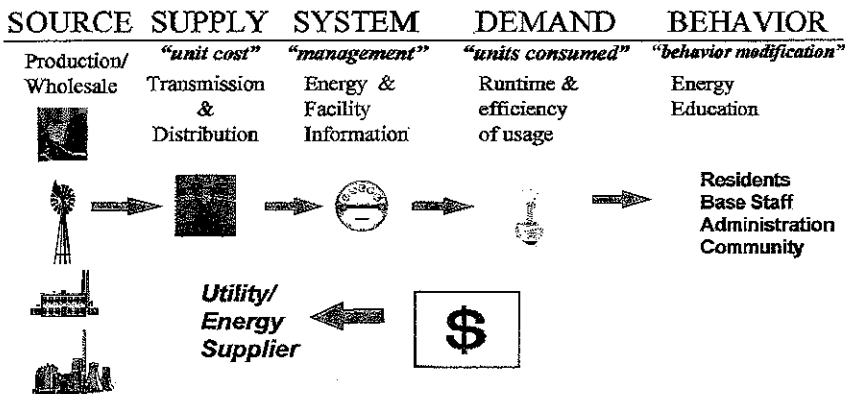 SOURCE SUPPLY SYSTEM DEMAND BEHAVIOR
"unit cost" "management" "units consumed" "behavior modification"
Production/
Wholesale
Transmission
&
Distribution
Energy &
Facility
Information
Runtime &
efficiency
of usage
Energy
Education
Residents
Base Staff
Administration
Community
Utility/
Energy
Supplier
$